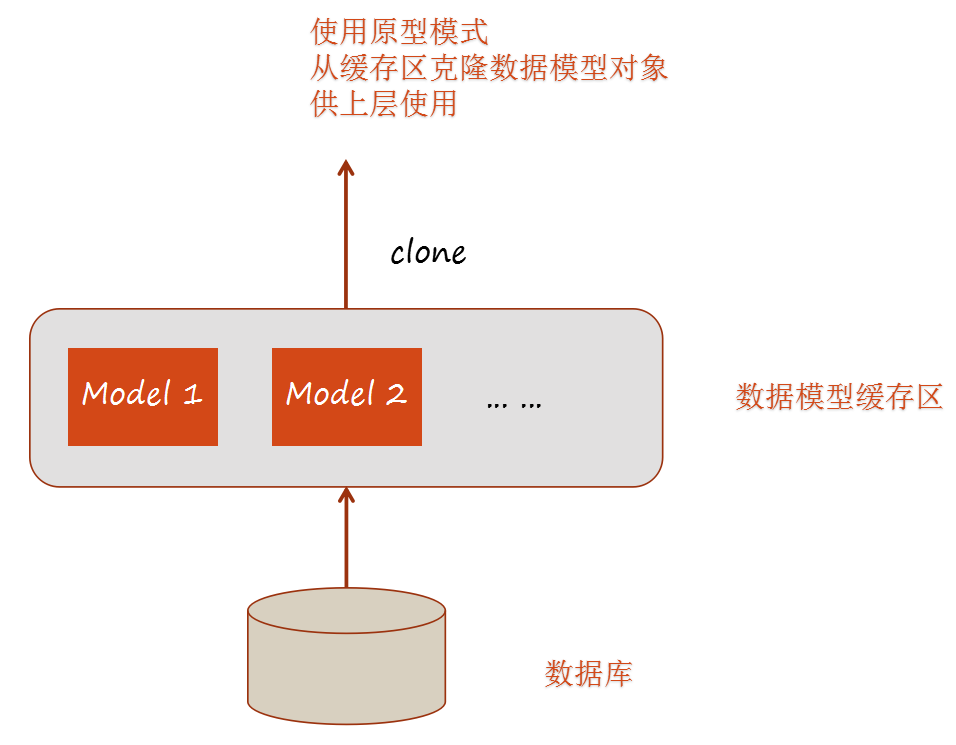 使用原型模式
从缓存区克隆数据模型对象
供上层使用
clone
Model 1
Model 2
... ...
数据模型缓存区
数据库